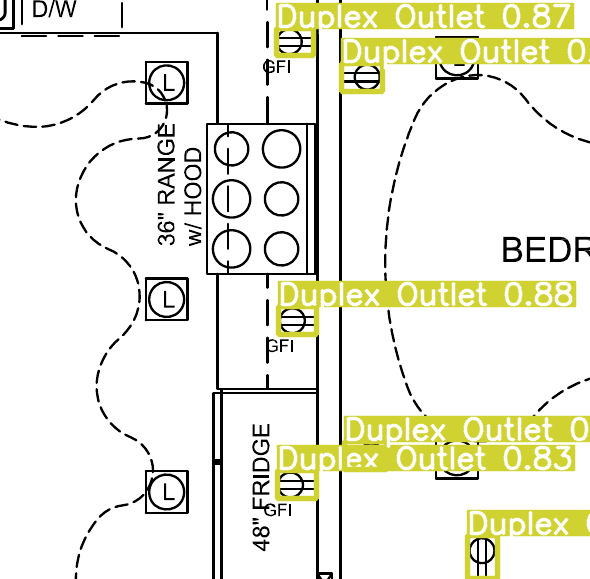 D/W
Duplex Outlet 0.87
GFI
Duplex Outlet 0.
L
36" RANGE
w/ HOOD
BEDR
Duplex Outlet 0.88
GFI
L
Duplex Outlet 0
Duplex Outlet 0.83
48" FRIDGE
GFI
L
Duplex Outlet